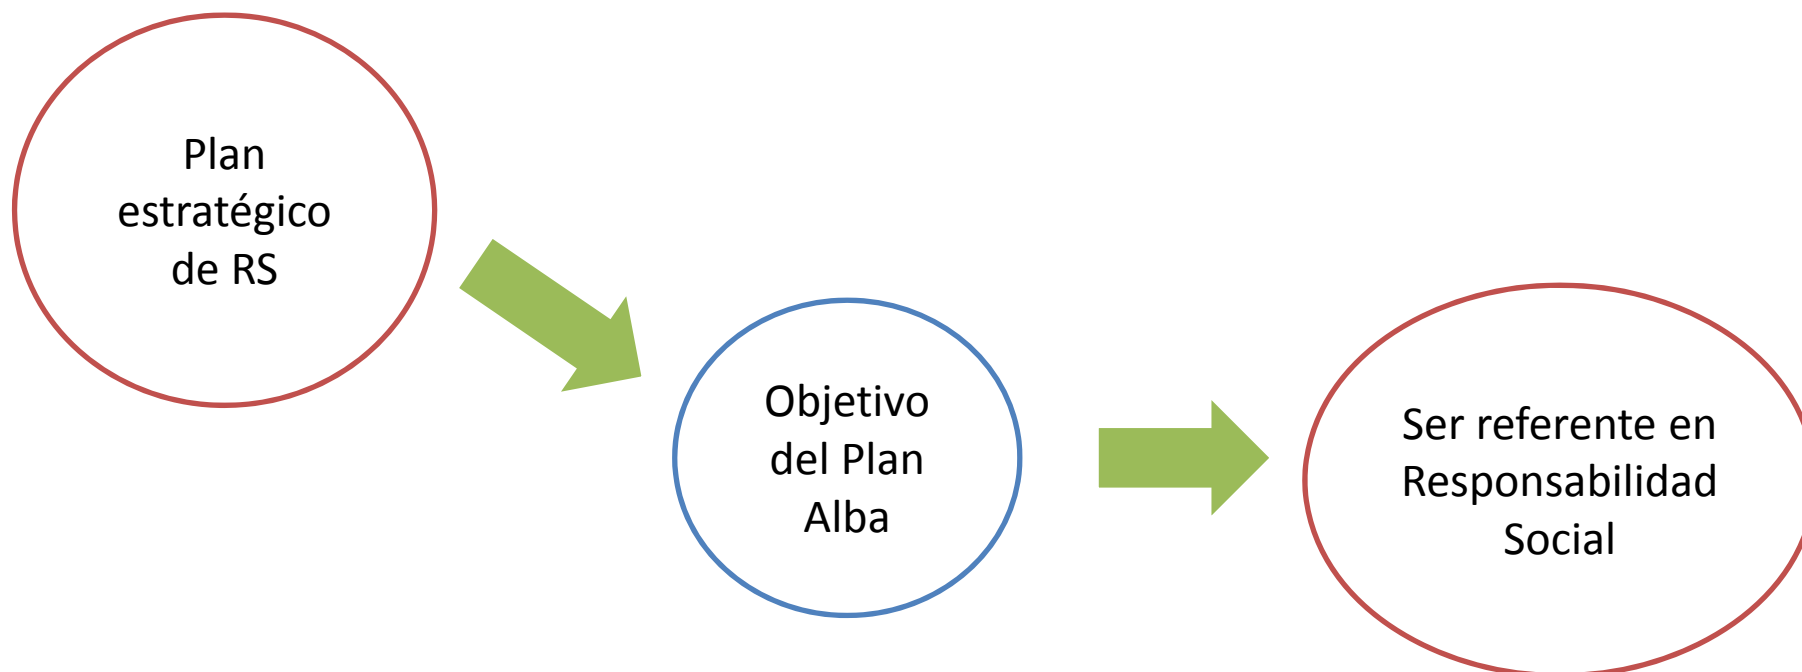 Plan
estratégico
de RS
Objetivo
del Plan
Alba
Ser referente en
Responsabilidad
Social